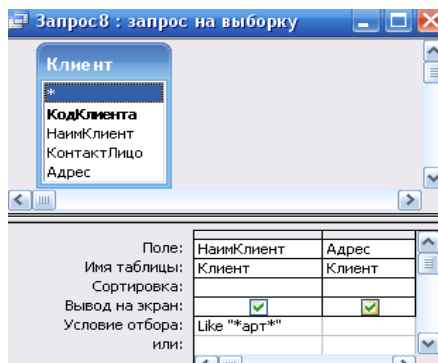 Запрос8 : запрос на выборку
Клиент
*
КодКлиента
НаимКлиент
КонтактЛицо
Адрес
Поле: НаимКлиент Адрес
Имя таблицы: Клиент Клиент
Сортировка:
Вывод на экран:
Условие отбора: Like "*арт*"
или: